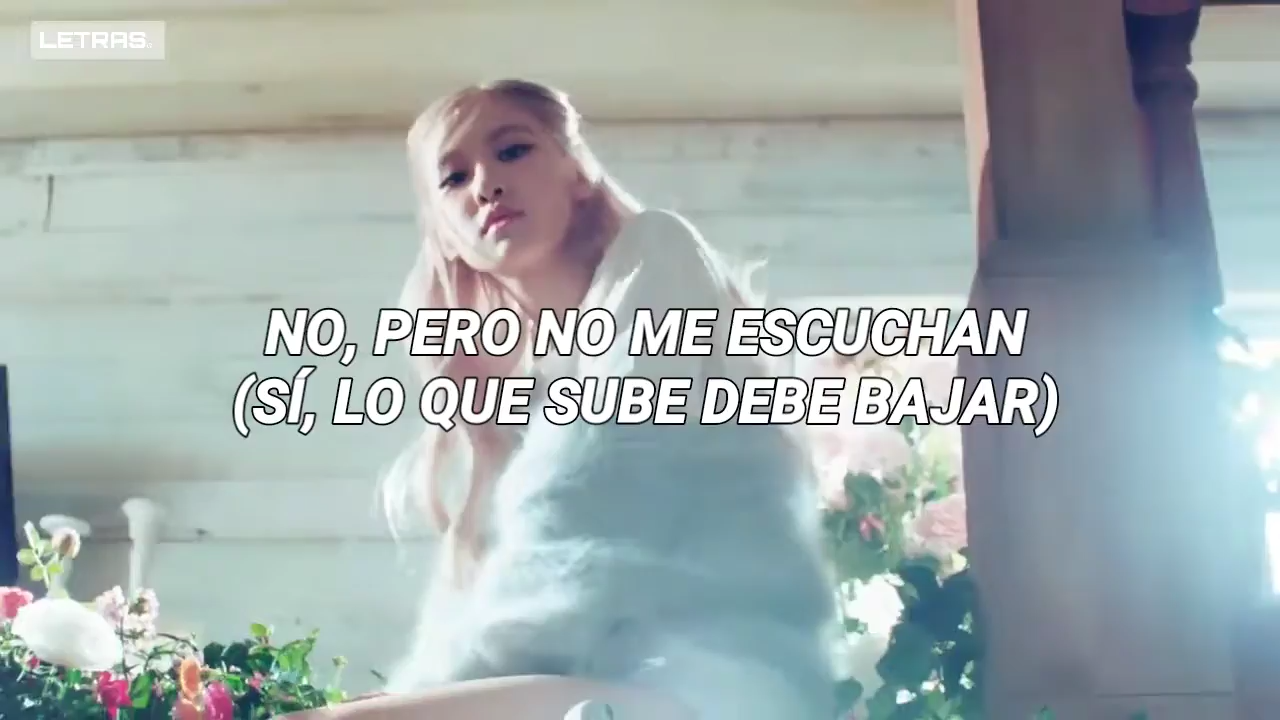 LETRAS
NO, PERO NO ME ESCUCHAN
(SÍ, LO QUE SUBE DEBE BAJAR)